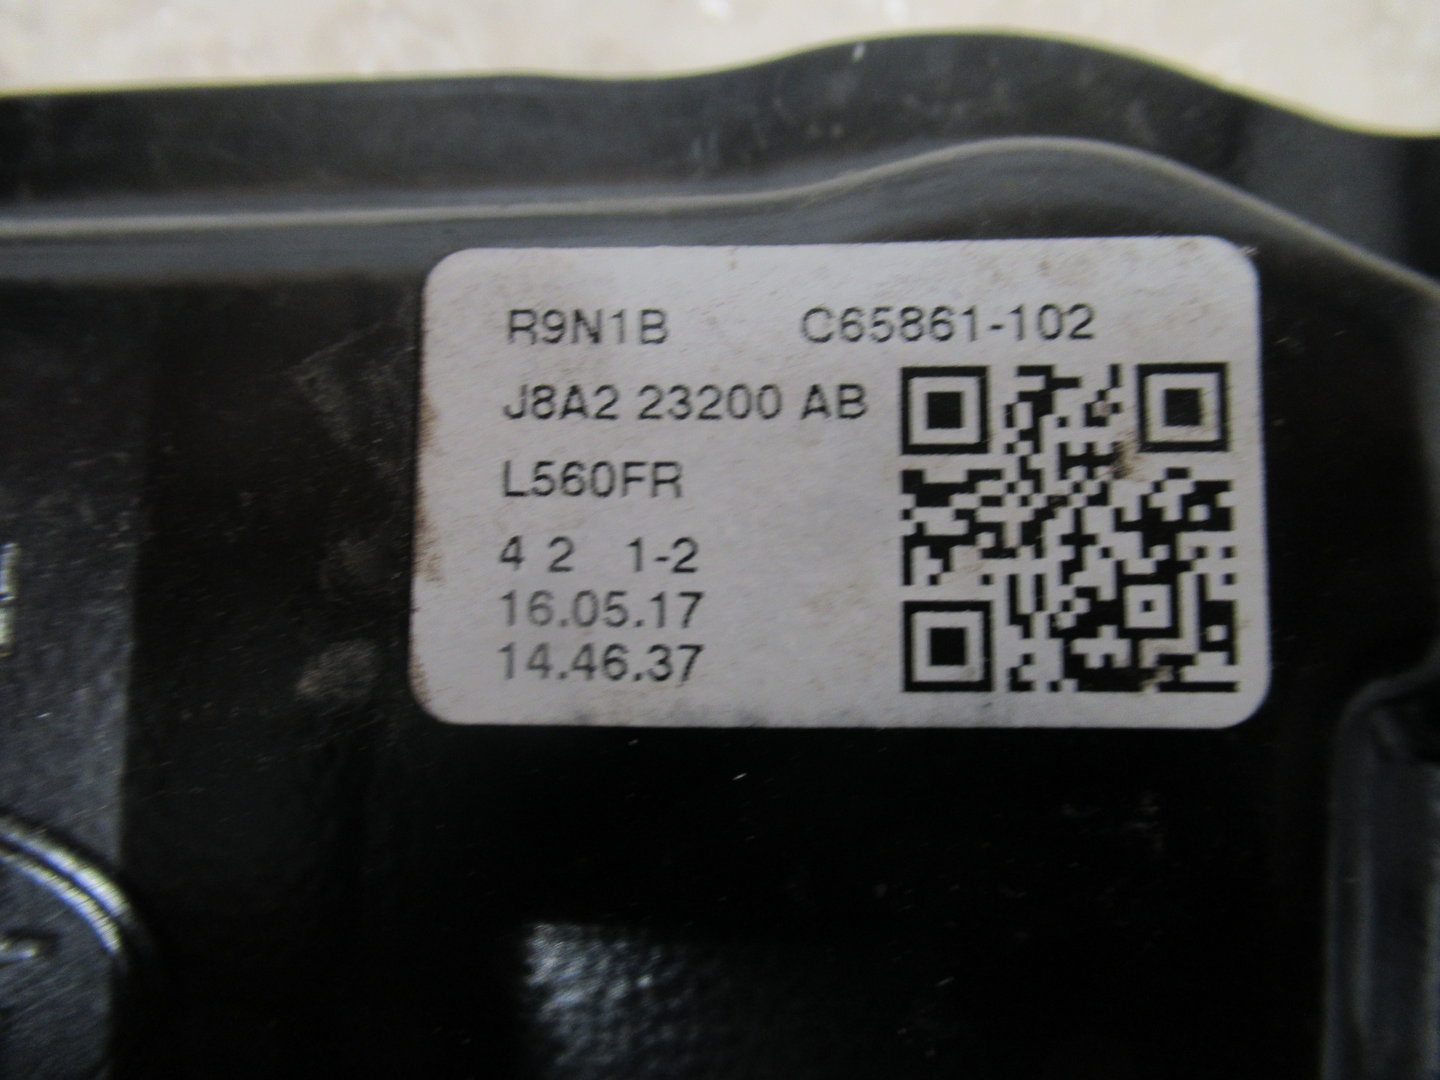 R9N1B C65861-102
J8A2 23200 AB
L560FR
4 2 1-2
16.05.17
14.46.37